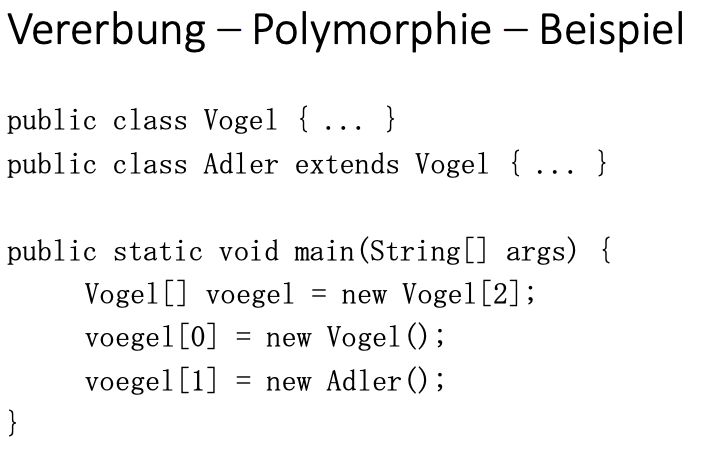 Vererbung – Polymorphie – Beispiel
public class Vogel { ... }
public class Adler extends Vogel { ... }
public static void main(String[] args) {
Vogel[] voegel = new Vogel[2];
voegel[0] = new Vogel();
voegel[1] = new Adler();
}